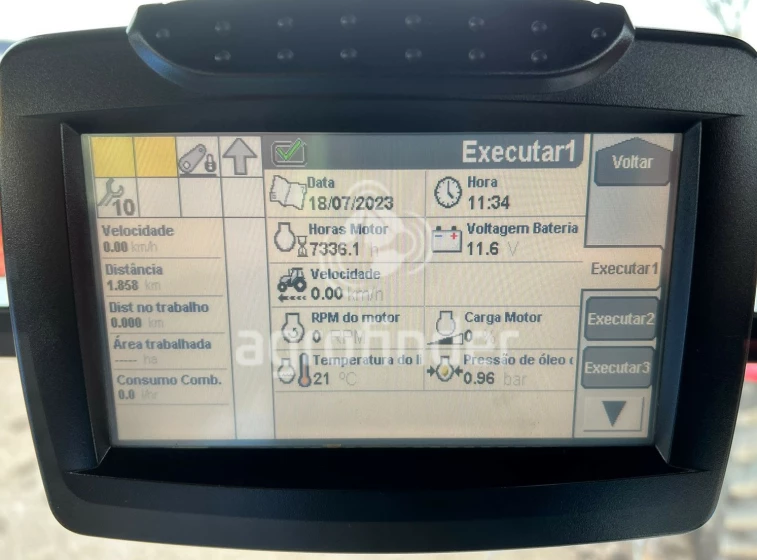 Executar1
Voltar
10
Data
18/07/2023
Hora
11:34
Velocidade
0.00 km/h
Horas Motor
7336.1 h
Voltagem Bateria
11.6 V
Distância
1.858 km
Velocidade
0.00 km/h
Executar1
Dist no trabalho
0.000 km
RPM do motor
0 RPM
Carga Motor
0
Executar2
Área trabalhada
----- ha
Temperatura do lí
21 °C
Pressão de óleo
0.96 bar
Executar3
Consumo Comb.
0.0 l/hr
agrofinder